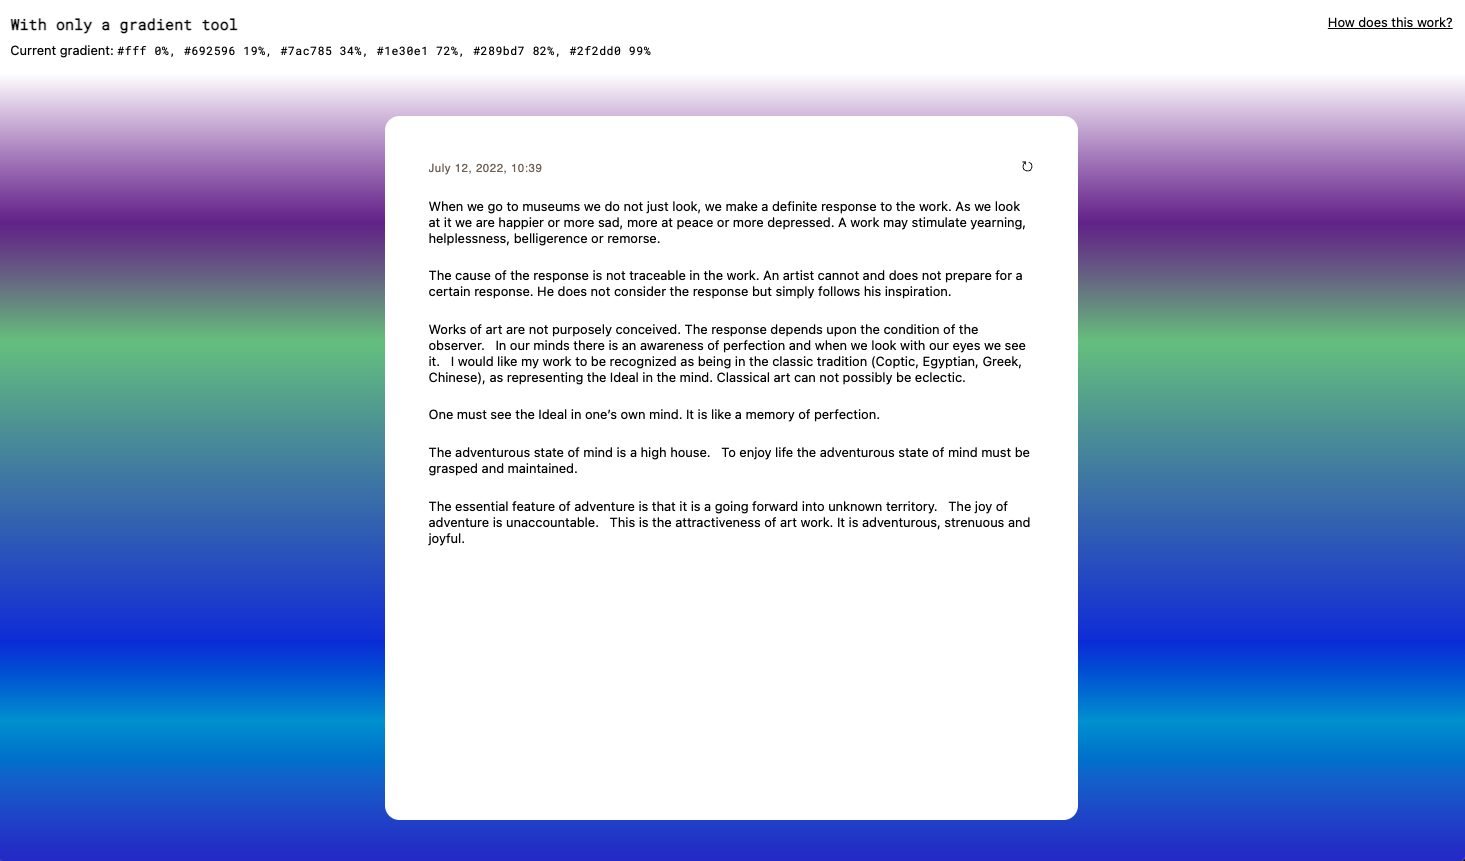 With only a gradient tool
How does this work?
Current gradient: #fff 0%, #692596 19%, #7ac785 34%, #1e30e1 72%, #289bd7 82%, #2f2dd0 99%
July 12, 2022, 10:39
When we go to museums we do not just look, we make a definite response to the work. As we look
at it we are happier or more sad, more at peace or more depressed. A work may stimulate yearning,
helplessness, belligerence or remorse.
The cause of the response is not traceable in the work. An artist cannot and does not prepare for a
certain response. He does not consider the response but simply follows his inspiration.
Works of art are not purposely conceived. The response depends upon the condition of the
observer.   In our minds there is an awareness of perfection and when we look with our eyes we see
it.   I would like my work to be recognized as being in the classic tradition (Coptic, Egyptian, Greek,
Chinese), as representing the Ideal in the mind. Classical art can not possibly be eclectic.
One must see the Ideal in one’s own mind. It is like a memory of perfection.
The adventurous state of mind is a high house.   To enjoy life the adventurous state of mind must be
grasped and maintained.
The essential feature of adventure is that it is a going forward into unknown territory.   The joy of
adventure is unaccountable.   This is the attractiveness of art work. It is adventurous, strenuous and
joyful.